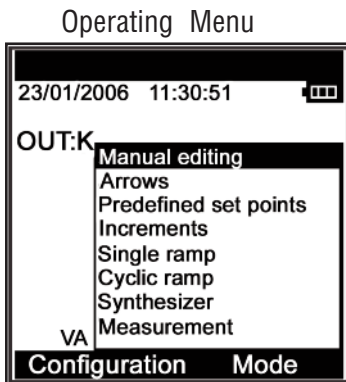 Operating Menu
23/01/2006 11:30:51
OUT:K
Manual editing
Arrows
Predefined set points
Increments
Single ramp
Cyclic ramp
Synthesizer
Measurement
VA
Configuration Mode